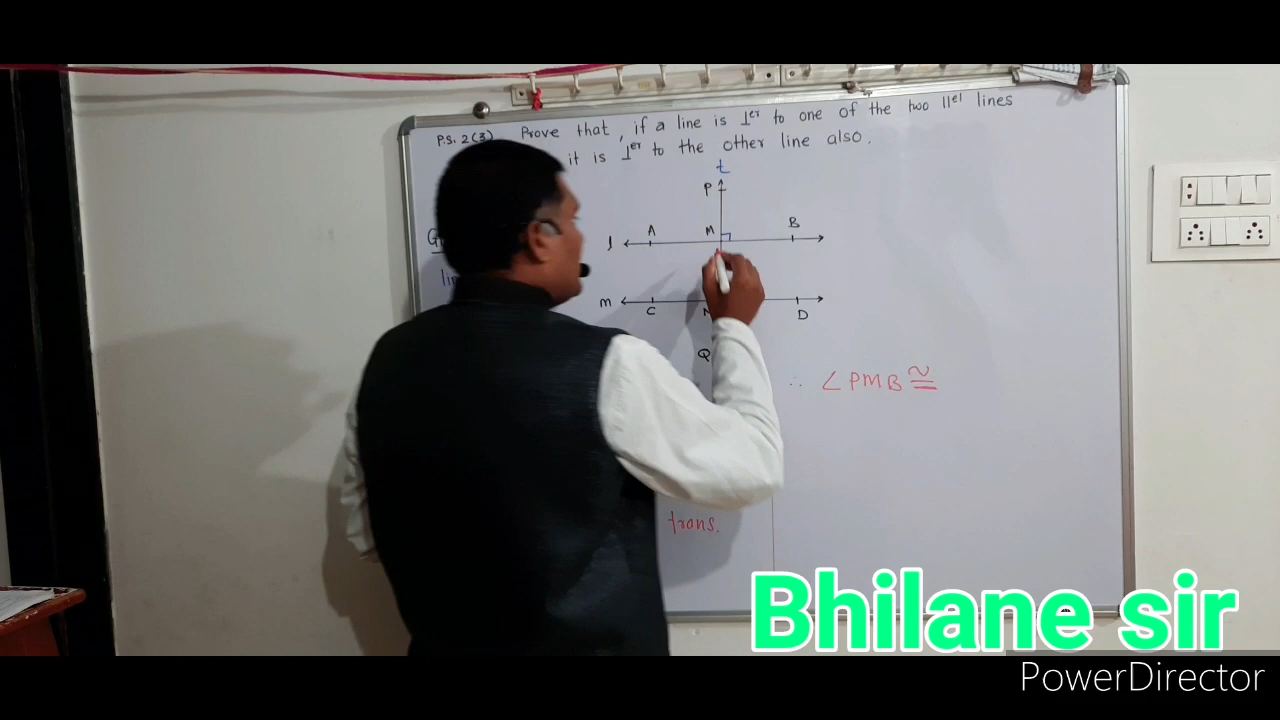 P.S. 2(3) Prove that, if a line is ⊥er to one of the two ||el lines
it is ⊥er to the other line also.
t
P
A M B
l
m
C N D
Q
∴ ∠PMB ≅
trans.
Bhilane sir
PowerDirector